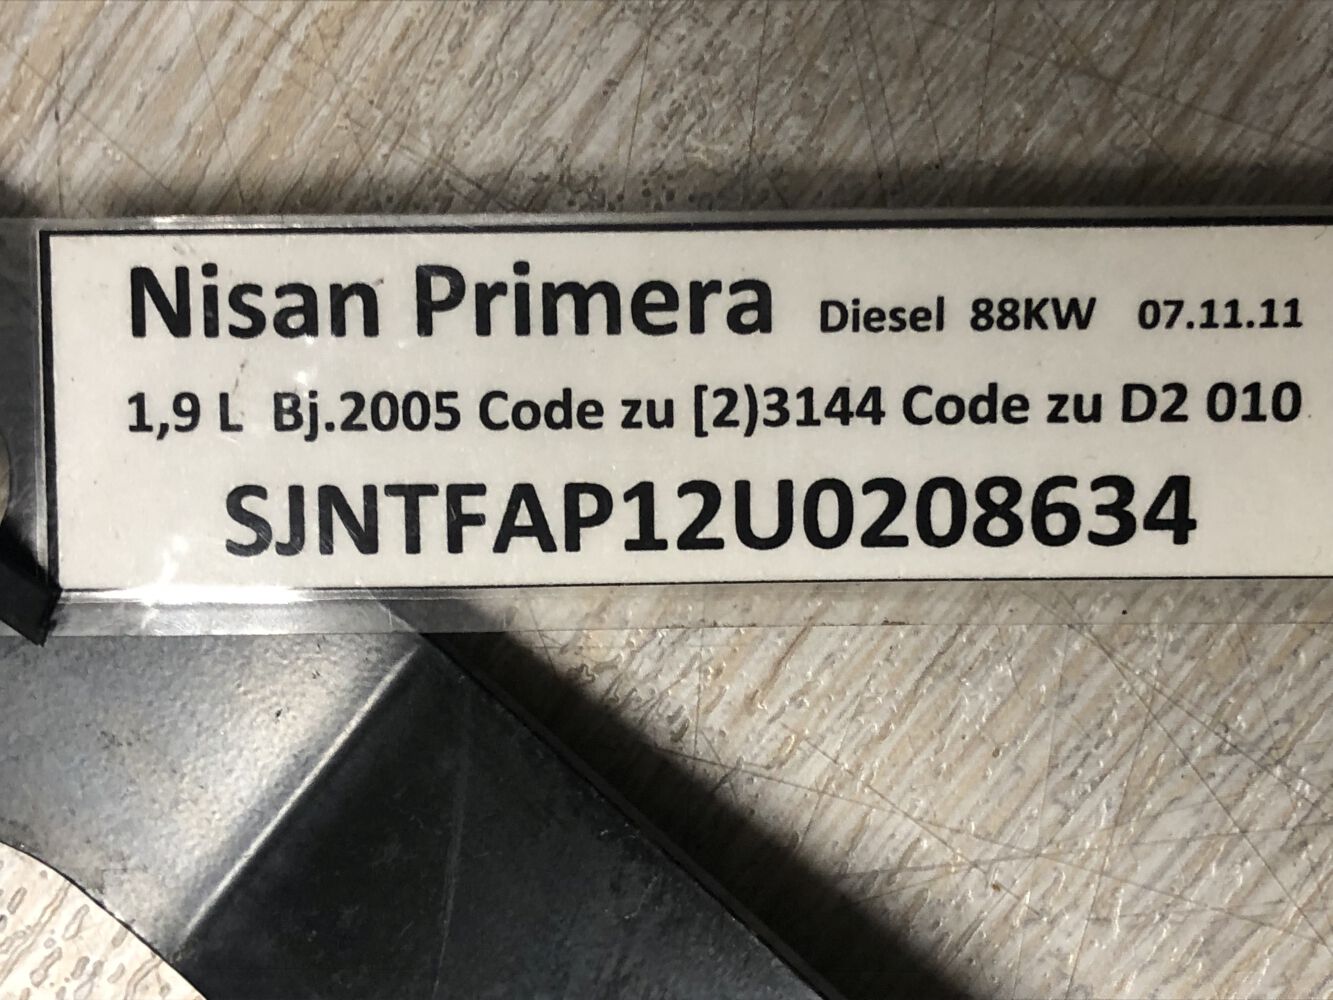 Nisan Primera Diesel 88KW 07.11.11
1,9 L Bj.2005 Code zu [2)3144 Code zu D2 010
SJNTFAP12U0208634